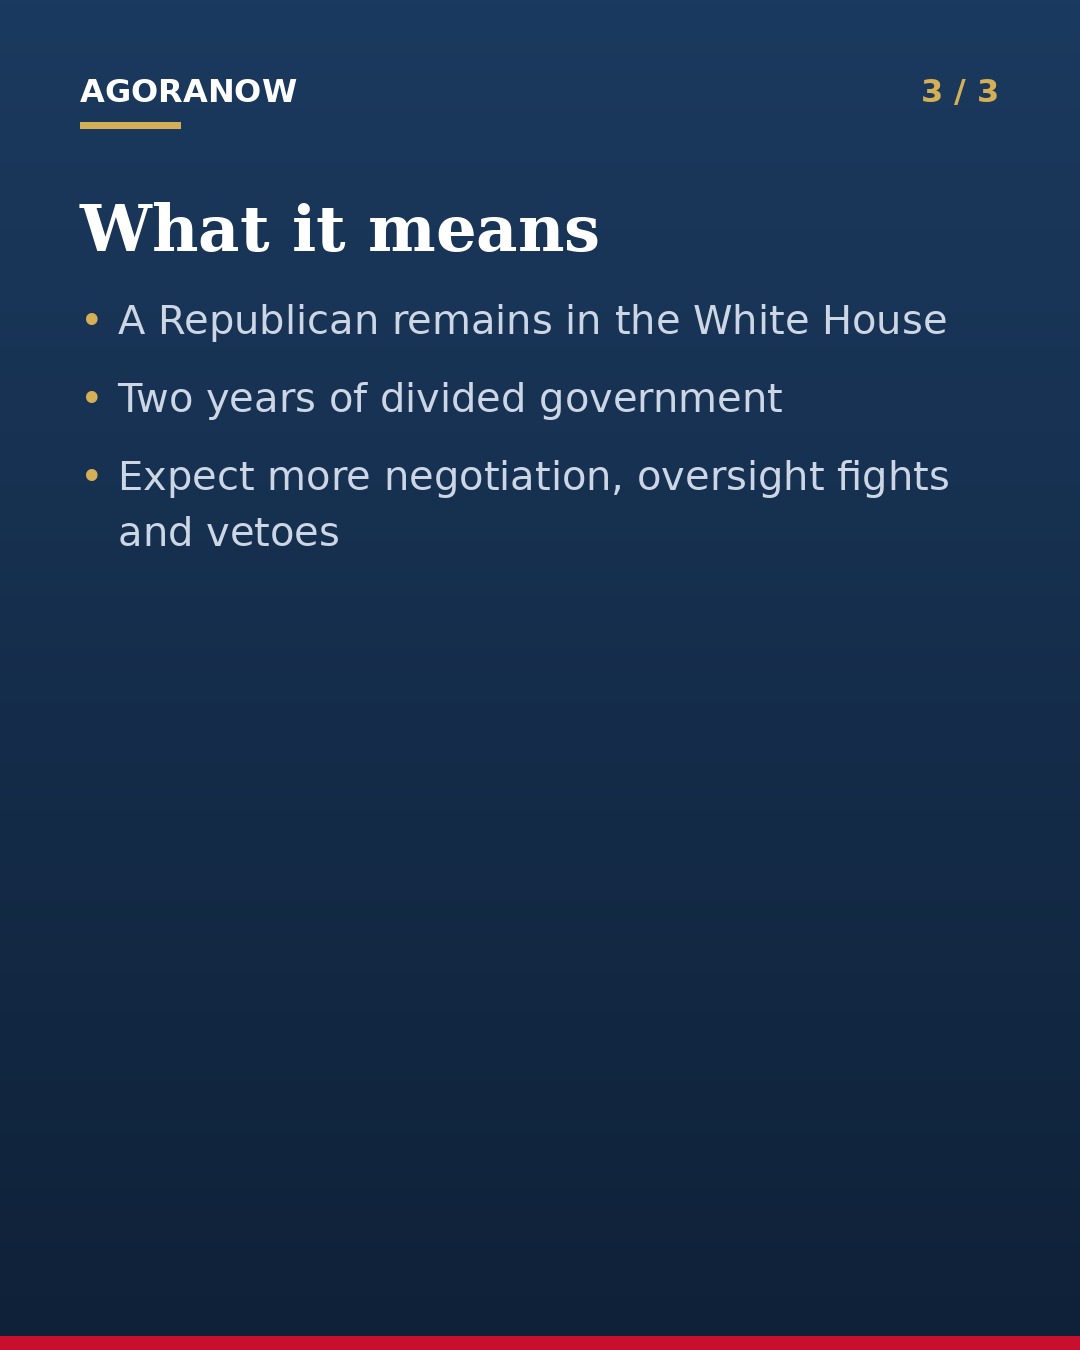 AGORANOW
3 / 3
What it means
• A Republican remains in the White House
• Two years of divided government
• Expect more negotiation, oversight fights
and vetoes